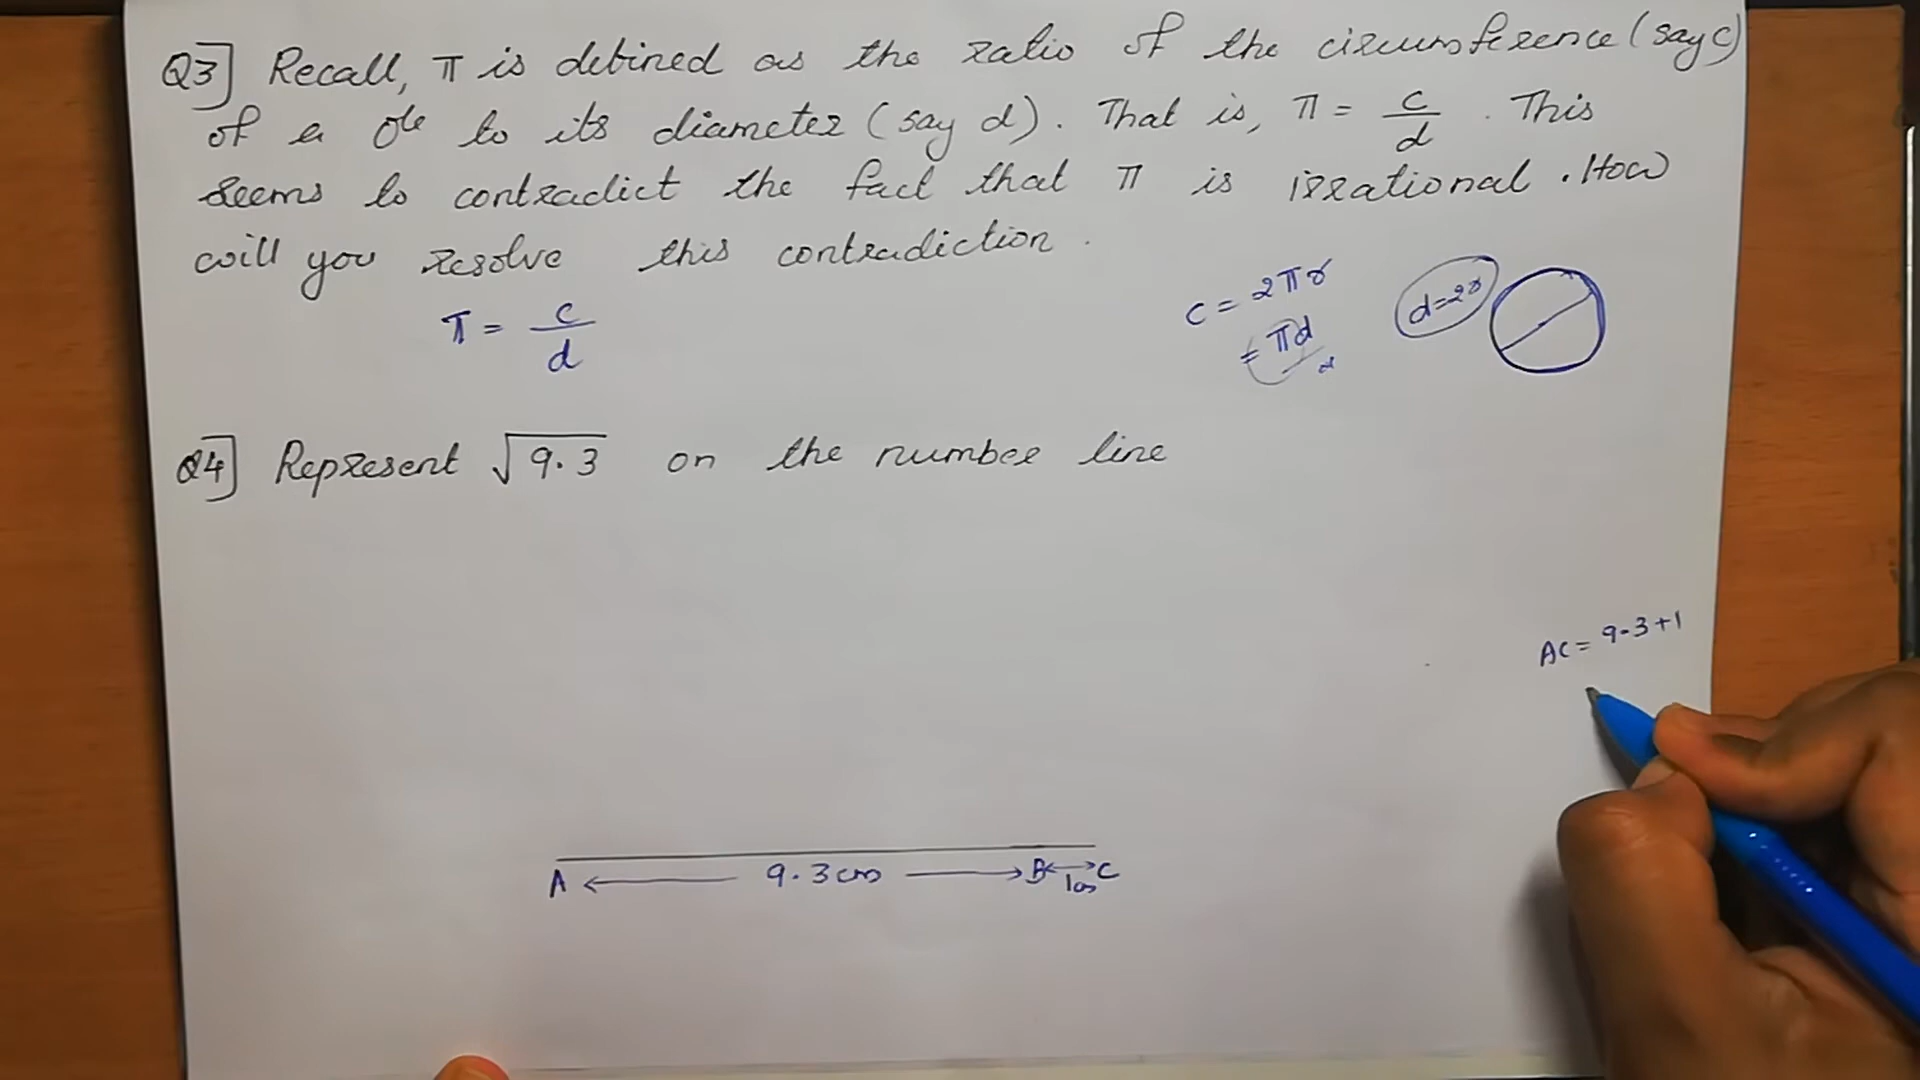 Q3] Recall, π is defined as the ratio of the circumference (say c)
of a Ole to its diameter (say d). That is, π = c/d. This
seems to contradict the fact that π is irrational. How
will you resolve this contradiction.
π = c/d
c = 2πr
= πd
d=2r
Q4] Represent √9.3 on the number line
AC = 9.3+1
A ← 9.3cm → B ↔ C
1cm